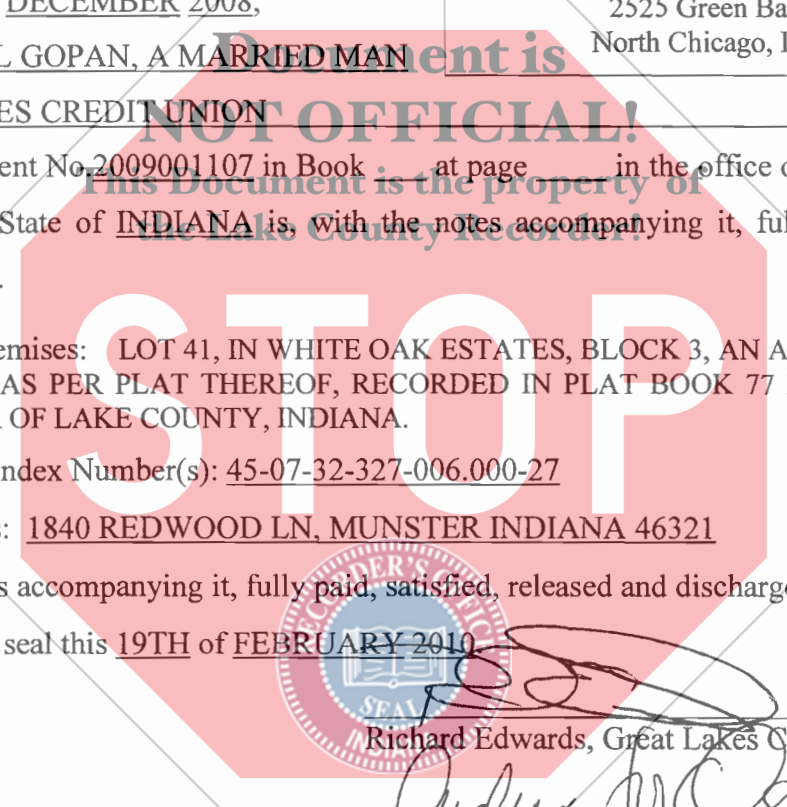 DECEMBER 2008,
2525 Green Ba
L GOPAN, A MARRIED MAN
North Chicago, I
Document is
ES CREDIT UNION
NOT OFFICIAL!
ent No.2009001107 in Book ___ at page _____ in the office o
This Document is the property of
State of INDIANA is, with the notes accompanying it, ful
the Lake County Recorder!
STOP
emises: LOT 41, IN WHITE OAK ESTATES, BLOCK 3, AN A
AS PER PLAT THEREOF, RECORDED IN PLAT BOOK 77
R OF LAKE COUNTY, INDIANA.
ndex Number(s): 45-07-32-327-006.000-27
s: 1840 REDWOOD LN, MUNSTER INDIANA 46321
s accompanying it, fully paid, satisfied, released and discharge
seal this 19TH of FEBRUARY 2010
RECORDER'S OFFICE
SEAL
INDIANA
Richard Edwards, Great Lakes C